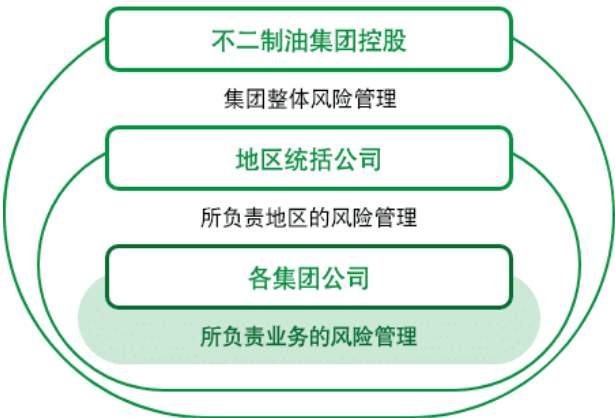 不二制油集团控股
集团整体风险管理
地区统括公司
所负责地区的风险管理
各集团公司
所负责业务的风险管理